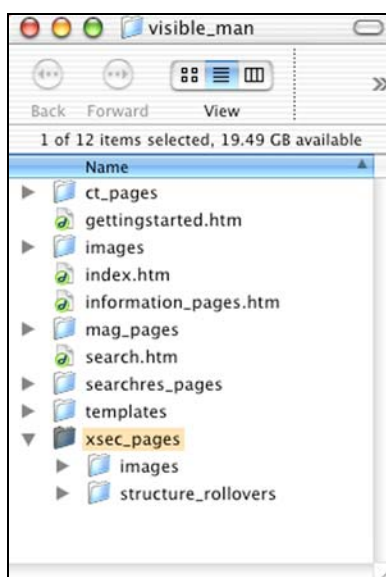 visible_man
Back Forward View
1 of 12 items selected, 19.49 GB available
Name
ct_pages
gettingstarted.htm
images
index.htm
information_pages.htm
mag_pages
search.htm
searchres_pages
templates
xsec_pages
images
structure_rollovers